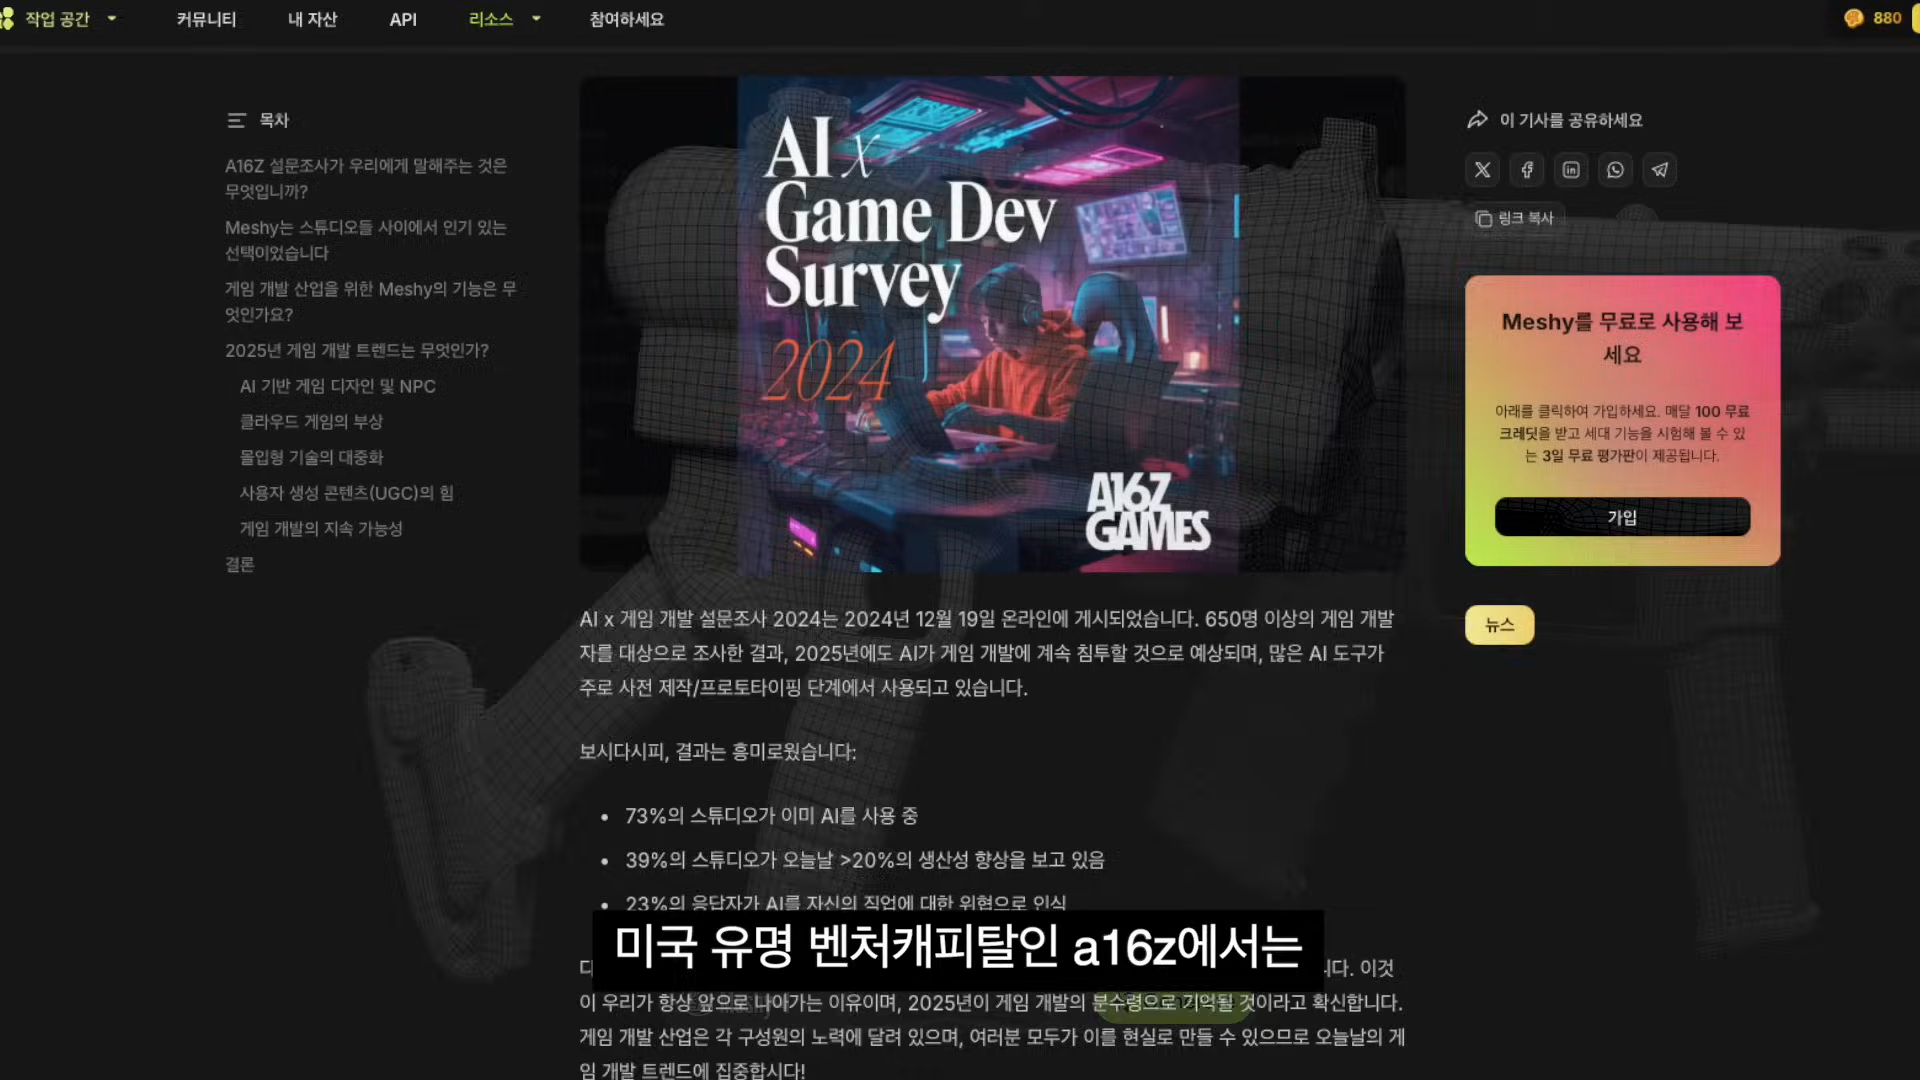 작업 공간
커뮤니티
내 자산
API
리소스
참여하세요
880
목차
A16Z 설문조사가 우리에게 말해주는 것은
무엇입니까?
Meshy는 스튜디오들 사이에서 인기 있는
선택이었습니다
게임 개발 산업을 위한 Meshy의 기능은 무
엇인가요?
2025년 게임 개발 트렌드는 무엇인가?
AI 기반 게임 디자인 및 NPC
클라우드 게임의 부상
몰입형 기술의 대중화
사용자 생성 콘텐츠(UGC)의 힘
게임 개발의 지속 가능성
결론
AI x
Game Dev
Survey
2024
A16Z
GAMES
AI x 게임 개발 설문조사 2024는 2024년 12월 19일 온라인에 게시되었습니다. 650명 이상의 게임 개발
자를 대상으로 조사한 결과, 2025년에도 AI가 게임 개발에 계속 침투할 것으로 예상되며, 많은 AI 도구가
주로 사전 제작/프로토타이핑 단계에서 사용되고 있습니다.
보시다시피, 결과는 흥미로웠습니다:
• 73%의 스튜디오가 이미 AI를 사용 중
• 39%의 스튜디오가 오늘날 >20%의 생산성 향상을 보고 있음
• 23%의 응답자가 AI를 자신의 직업에 대한 위협으로 인식
미국 유명 벤처캐피탈인 a16z에서는
니다. 이것
이 우리가 항상 앞으로 나아가는 이유이며, 2025년이 게임 개발의 분수령으로 기억될 것이라고 확신합니다.
게임 개발 산업은 각 구성원의 노력에 달려 있으며, 여러분 모두가 이를 현실로 만들 수 있으므로 오늘날의 게
임 개발 트렌드에 집중합시다!
이 기사를 공유하세요
링크 복사
Meshy를 무료로 사용해 보
세요
아래를 클릭하여 가입하세요. 매달 100 무료
크레딧을 받고 세대 기능을 시험해 볼 수 있
는 3일 무료 평가판이 제공됩니다.
가입
뉴스